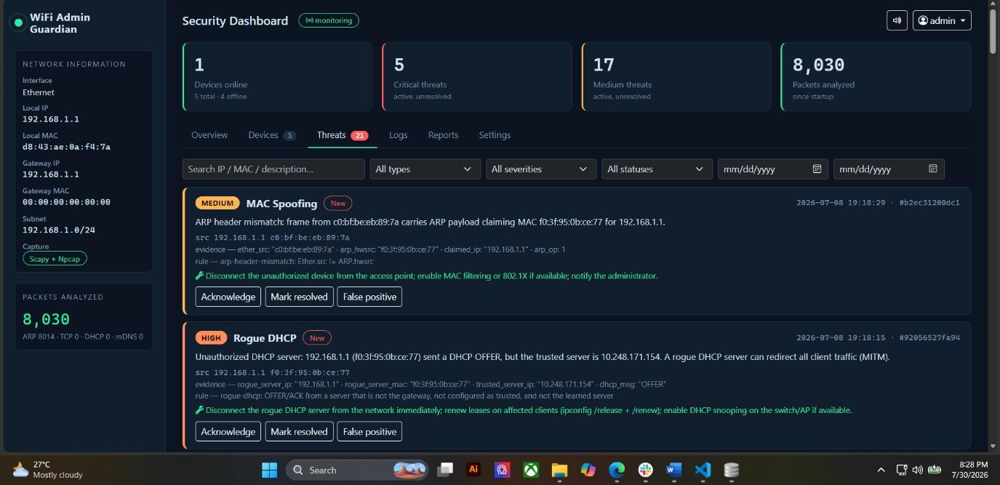 WiFi Admin
Guardian
NETWORK INFORMATION
Interface
Ethernet
Local IP
192.168.1.1
Local MAC
d8:43:ae:0a:f4:7a
Gateway IP
192.168.1.1
Gateway MAC
00:00:00:00:00:00
Subnet
192.168.1.0/24
Capture
Scapy + Npcap
PACKETS ANALYZED
8,030
ARP 8014 · TCP 0 · DHCP 0 · mDNS 0
Security Dashboard
monitoring
admin
1
Devices online
5 total · 4 offline
5
Critical threats
active, unresolved
17
Medium threats
active, unresolved
8,030
Packets analyzed
since startup
Overview Devices 5 Threats 21 Logs Reports Settings
Search IP / MAC / description... All types All severities All statuses mm/dd/yyyy mm/dd/yyyy
MEDIUM MAC Spoofing New 2026-07-08 19:18:29 · #b2ec31200dc1
ARP header mismatch: frame from c0:bf:be:eb:89:7a carries ARP payload claiming MAC f0:3f:95:0b:ce:77 for 192.168.1.1.
src 192.168.1.1 c0:bf:be:eb:89:7a
evidence — ether_src: "c0:bf:be:eb:89:7a" · arp_hwsrc: "f0:3f:95:0b:ce:77" · claimed_ip: "192.168.1.1" · arp_op: 1
rule — arp-header-mismatch: Ether.src != ARP.hwsrc
Disconnect the unauthorized device from the access point; enable MAC filtering or 802.1X if available; notify the administrator.
Acknowledge Mark resolved False positive
HIGH Rogue DHCP New 2026-07-08 19:18:15 · #92056527fa94
Unauthorized DHCP server: 192.168.1.1 (f0:3f:95:0b:ce:77) sent a DHCP OFFER, but the trusted server is 10.248.171.154. A rogue DHCP server can redirect all client traffic (MITM).
src 192.168.1.1 f0:3f:95:0b:ce:77
evidence — rogue_server_ip: "192.168.1.1" · rogue_server_mac: "f0:3f:95:0b:ce:77" · trusted_server_ip: "10.248.171.154" · dhcp_msg: "OFFER"
rule — rogue-dhcp: OFFER/ACK from a server that is not the gateway, not configured as trusted, and not the learned server
Disconnect the rogue DHCP server from the network immediately; renew leases on affected clients (ipconfig /release + /renew); enable DHCP snooping on the switch/AP if available.
Acknowledge Mark resolved False positive
27°C
Mostly cloudy
Search
Ai
W
8:28 PM
7/30/2026